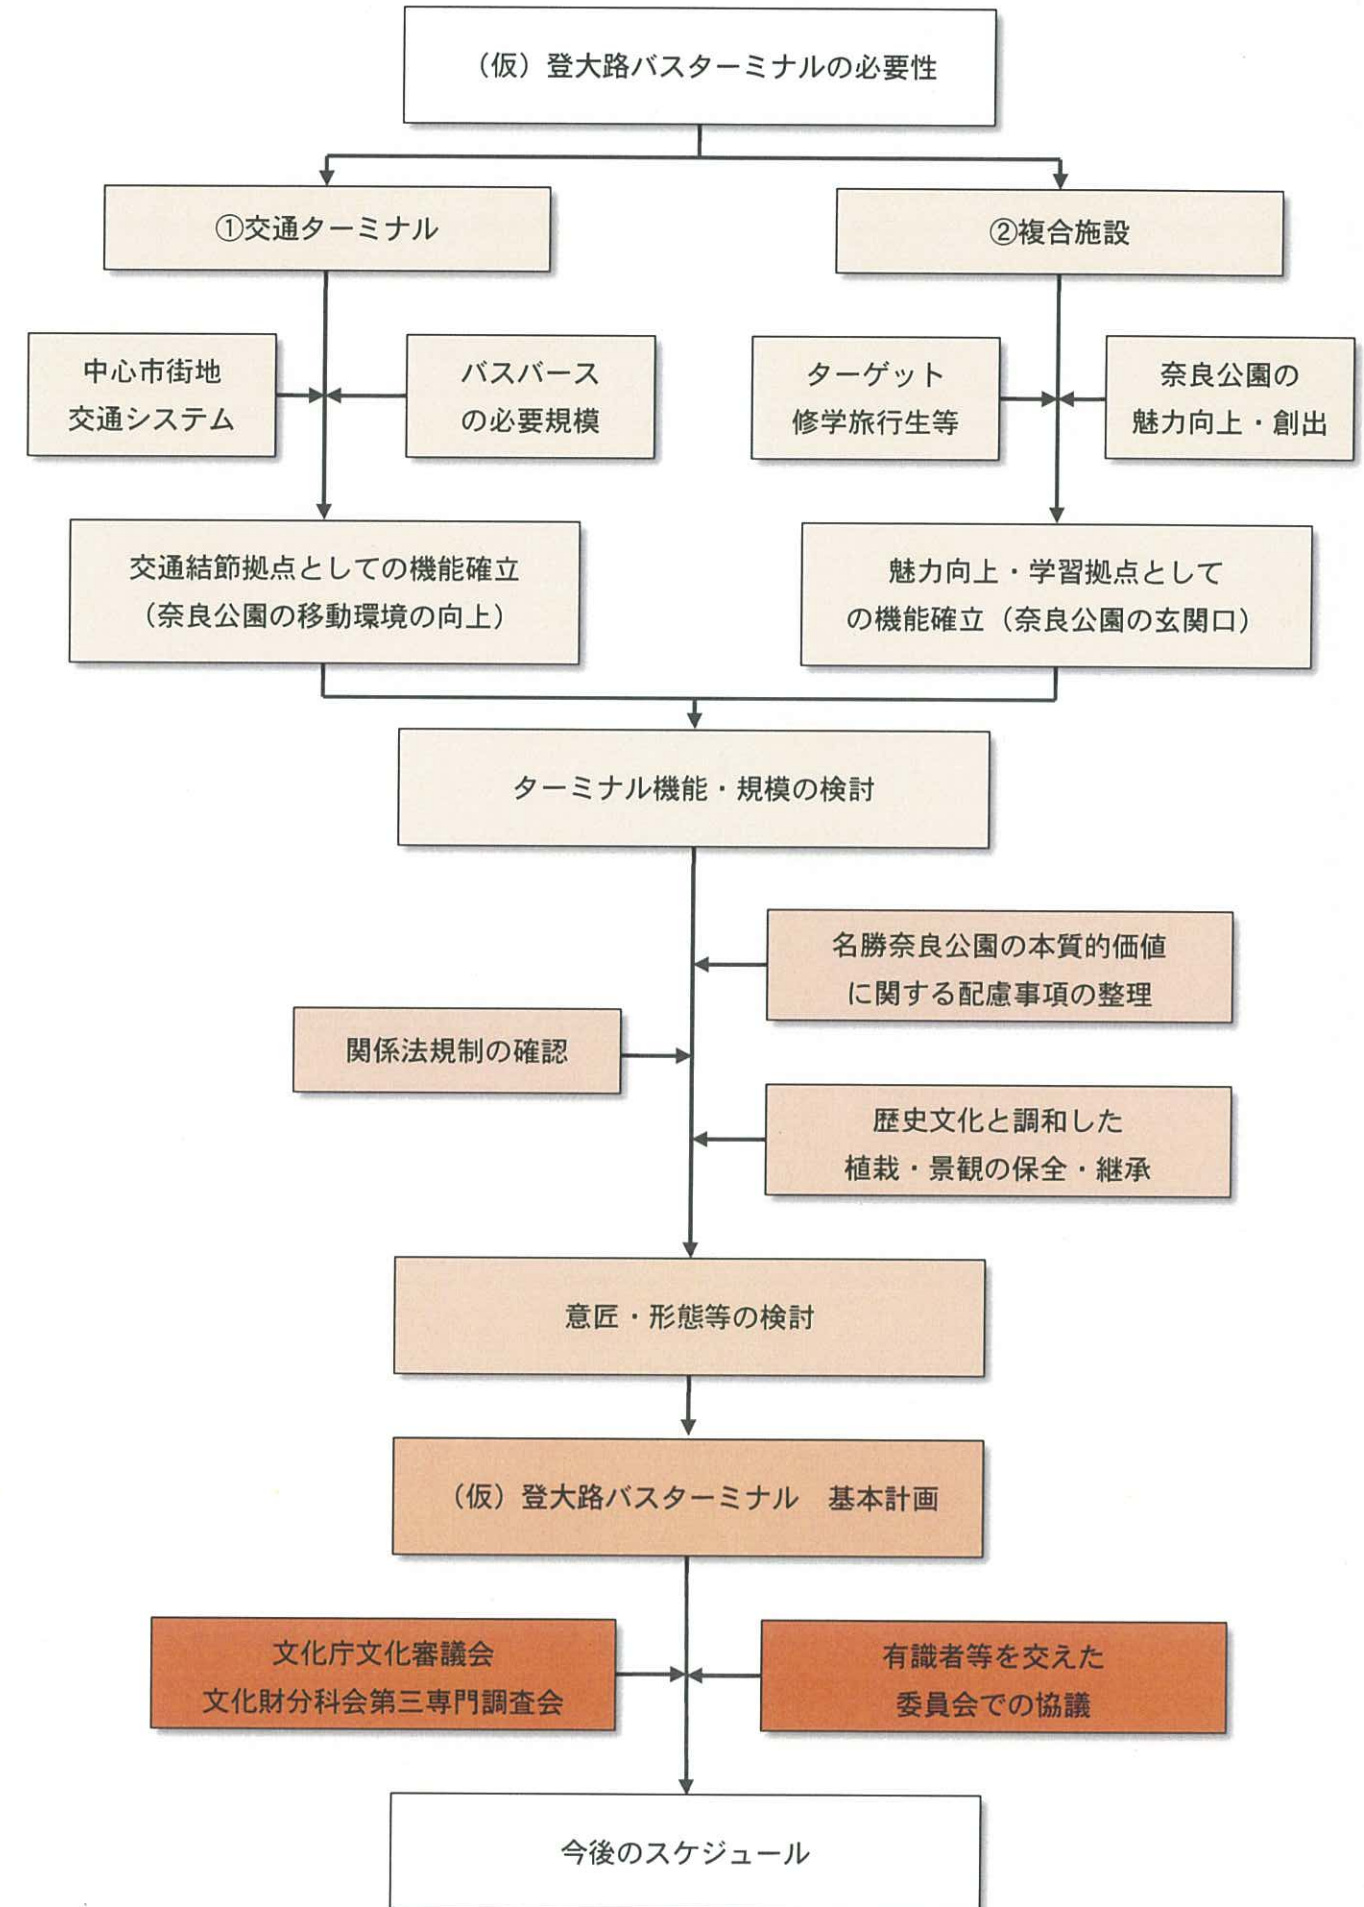 （仮）登大路バスターミナルの必要性
①交通ターミナル
②複合施設
中心市街地
交通システム
バスバース
の必要規模
ターゲット
修学旅行生等
奈良公園の
魅力向上・創出
交通結節拠点としての機能確立
（奈良公園の移動環境の向上）
魅力向上・学習拠点として
の機能確立（奈良公園の玄関口）
ターミナル機能・規模の検討
名勝奈良公園の本質的価値
に関する配慮事項の整理
関係法規制の確認
歴史文化と調和した
植栽・景観の保全・継承
意匠・形態等の検討
（仮）登大路バスターミナル　基本計画
文化庁文化審議会
文化財分科会第三専門調査会
有識者等を交えた
委員会での協議
今後のスケジュール